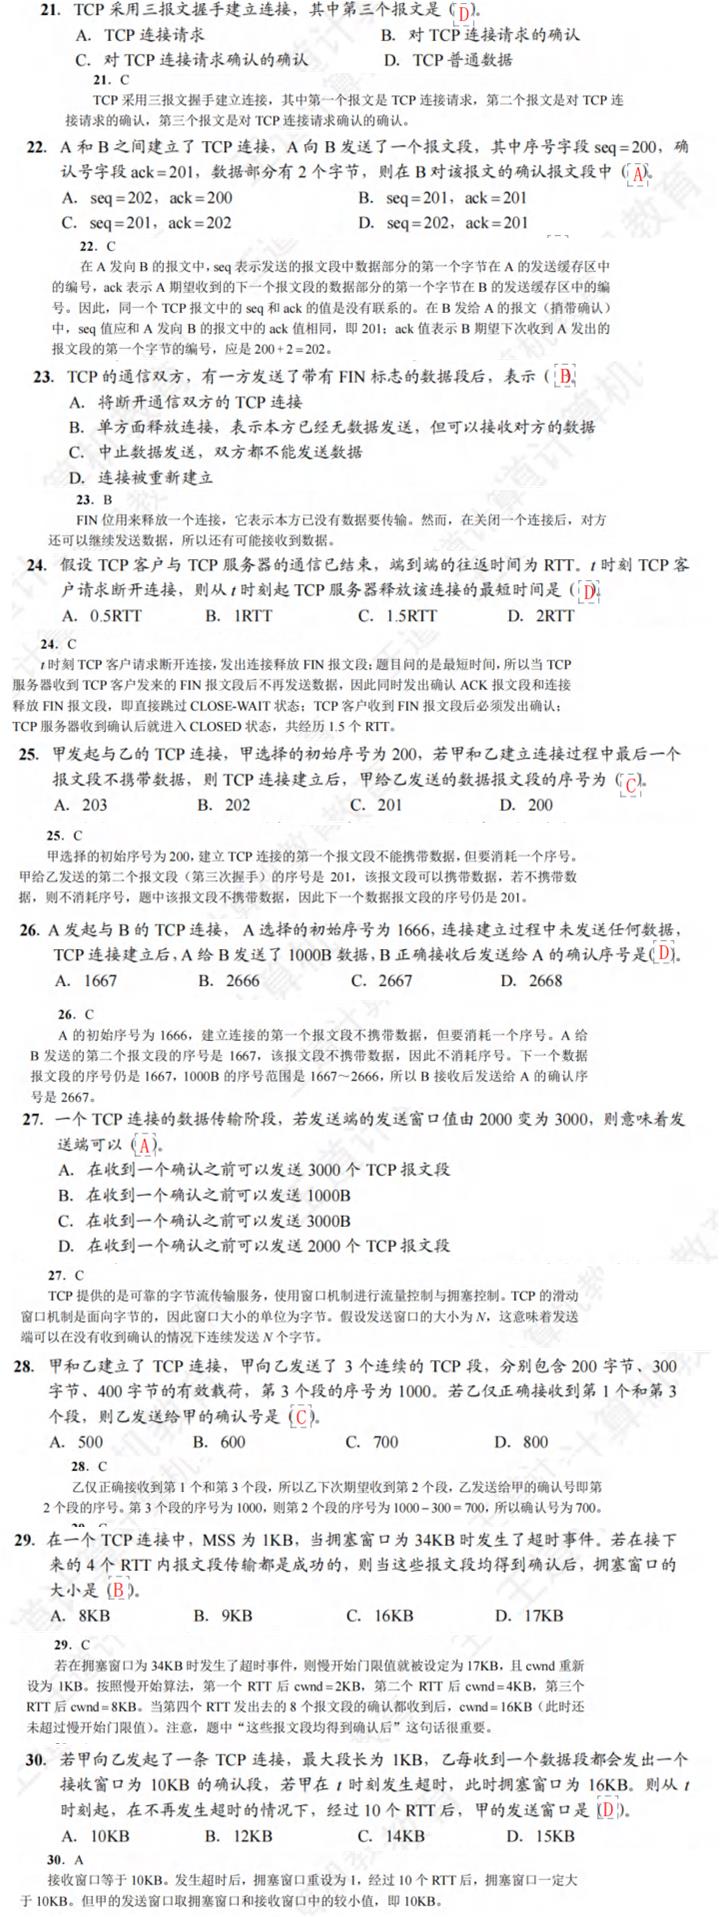 21. TCP 采用三报文握手建立连接，其中第三个报文是（D）。
A. TCP 连接请求 B. 对 TCP 连接请求的确认
C. 对 TCP 连接请求确认的确认 D. TCP 普通数据
21. C
TCP 采用三报文握手建立连接，其中第一个报文是 TCP 连接请求，第二个报文是对 TCP 连
接请求的确认，第三个报文是对 TCP 连接请求确认的确认。
22. A 和 B 之间建立了 TCP 连接，A 向 B 发送了一个报文段，其中序号字段 seq = 200，确
认号字段 ack = 201，数据部分有 2 个字节，则在 B 对该报文的确认报文段中（A）。
A. seq = 202，ack = 200 B. seq = 201，ack = 201
C. seq = 201，ack = 202 D. seq = 202，ack = 201
22. C
在 A 发向 B 的报文中，seq 表示发送的报文段中数据部分的第一个字节在 A 的发送缓存区中
的编号，ack 表示 A 期望收到的下一个报文段的数据部分的第一个字节在 B 的发送缓存区中的编
号。因此，同一个 TCP 报文中的 seq 和 ack 的值是没有联系的。在 B 发给 A 的报文（捎带确认）
中，seq 值应和 A 发向 B 的报文中的 ack 值相同，即 201；ack 值表示 B 期望下次收到 A 发出的
报文段的第一个字节的编号，应是 200 + 2 = 202。
23. TCP 的通信双方，有一方发送了带有 FIN 标志的数据段后，表示（B）。
A. 将断开通信双方的 TCP 连接
B. 单方面释放连接，表示本方已经无数据发送，但可以接收对方的数据
C. 中止数据发送，双方都不能发送数据
D. 连接被重新建立
23. B
FIN 位用来释放一个连接，它表示本方已没有数据要传输。然而，在关闭一个连接后，对方
还可以继续发送数据，所以还有可能接收到数据。
24. 假设 TCP 客户与 TCP 服务器的通信已结束，端到端的往返时间为 RTT。t 时刻 TCP 客
户请求断开连接，则从 t 时刻起 TCP 服务器释放该连接的最短时间是（D）。
A. 0.5RTT B. 1RTT C. 1.5RTT D. 2RTT
24. C
t 时刻 TCP 客户请求断开连接，发出连接释放 FIN 报文段；题目问的是最短时间，所以当 TCP
服务器收到 TCP 客户发来的 FIN 报文段后不再发送数据，因此同时发出确认 ACK 报文段和连接
释放 FIN 报文段，即直接跳过 CLOSE-WAIT 状态；TCP 客户收到 FIN 报文段后必须发出确认；
TCP 服务器收到确认后就进入 CLOSED 状态，共经历 1.5 个 RTT。
25. 甲发起与乙的 TCP 连接，甲选择的初始序号为 200，若甲和乙建立连接过程中最后一个
报文段不携带数据，则 TCP 连接建立后，甲给乙发送的数据报文段的序号为（C）。
A. 203 B. 202 C. 201 D. 200
25. C
甲选择的初始序号为 200，建立 TCP 连接的第一个报文段不能携带数据，但要消耗一个序号。
甲给乙发送的第二个报文段（第三次握手）的序号是 201，该报文段可以携带数据，若不携带数
据，则不消耗序号，题中该报文段不携带数据，因此下一个数据报文段的序号仍是 201。
26. A 发起与 B 的 TCP 连接， A 选择的初始序号为 1666，连接建立过程中未发送任何数据，
TCP 连接建立后，A 给 B 发送了 1000B 数据，B 正确接收后发送给 A 的确认序号是（D）。
A. 1667 B. 2666 C. 2667 D. 2668
26. C
A 的初始序号为 1666，建立连接的第一个报文段不携带数据，但要消耗一个序号。A 给
B 发送的第二个报文段的序号是 1667，该报文段不携带数据，因此不消耗序号。下一个数据
报文段的序号仍是 1667，1000B 的序号范围是 1667～2666，所以 B 接收后发送给 A 的确认序
号是 2667。
27. 一个 TCP 连接的数据传输阶段，若发送端的发送窗口值由 2000 变为 3000，则意味着发
送端可以（A）。
A. 在收到一个确认之前可以发送 3000 个 TCP 报文段
B. 在收到一个确认之前可以发送 1000B
C. 在收到一个确认之前可以发送 3000B
D. 在收到一个确认之前可以发送 2000 个 TCP 报文段
27. C
TCP 提供的是可靠的字节流传输服务，使用窗口机制进行流量控制与拥塞控制。TCP 的滑动
窗口机制是面向字节的，因此窗口大小的单位为字节。假设发送窗口的大小为 N，这意味着发送
端可以在没有收到确认的情况下连续发送 N 个字节。
28. 甲和乙建立了 TCP 连接，甲向乙发送了 3 个连续的 TCP 段，分别包含 200 字节、300
字节、400 字节的有效载荷，第 3 个段的序号为 1000。若乙仅正确接收到第 1 个和第 3
个段，则乙发送给甲的确认号是（C）。
A. 500 B. 600 C. 700 D. 800
28. C
乙仅正确接收到第 1 个和第 3 个段，所以乙下次期望收到第 2 个段，乙发送给甲的确认号即第
2 个段的序号。第 3 个段的序号为 1000，则第 2 个段的序号为 1000 – 300 = 700，所以确认号为 700。
29. 在一个 TCP 连接中，MSS 为 1KB，当拥塞窗口为 34KB 时发生了超时事件。若在接下
来的 4 个 RTT 内报文段传输都是成功的，则当这些报文段均得到确认后，拥塞窗口的
大小是（B）。
A. 8KB B. 9KB C. 16KB D. 17KB
29. C
若在拥塞窗口为 34KB 时发生了超时事件，则慢开始门限值就被设定为 17KB，且 cwnd 重新
设为 1KB。按照慢开始算法，第一个 RTT 后 cwnd = 2KB，第二个 RTT 后 cwnd = 4KB，第三个
RTT 后 cwnd = 8KB。当第四个 RTT 发出去的 8 个报文段的确认都收到后，cwnd = 16KB（此时还
未超过慢开始门限值）。注意，题中“这些报文段均得到确认后”这句话很重要。
30. 若甲向乙发起了一条 TCP 连接，最大段长为 1KB，乙每收到一个数据段都会发出一个
接收窗口为 10KB 的确认段，若甲在 t 时刻发生超时，此时拥塞窗口为 16KB。则从 t
时刻起，在不再发生超时的情况下，经过 10 个 RTT 后，甲的发送窗口是（D）。
A. 10KB B. 12KB C. 14KB D. 15KB
30. A
接收窗口等于 10KB。发生超时后，拥塞窗口重设为 1，经过 10 个 RTT 后，拥塞窗口一定大
于 10KB。但甲的发送窗口取拥塞窗口和接收窗口中的较小值，即 10KB。